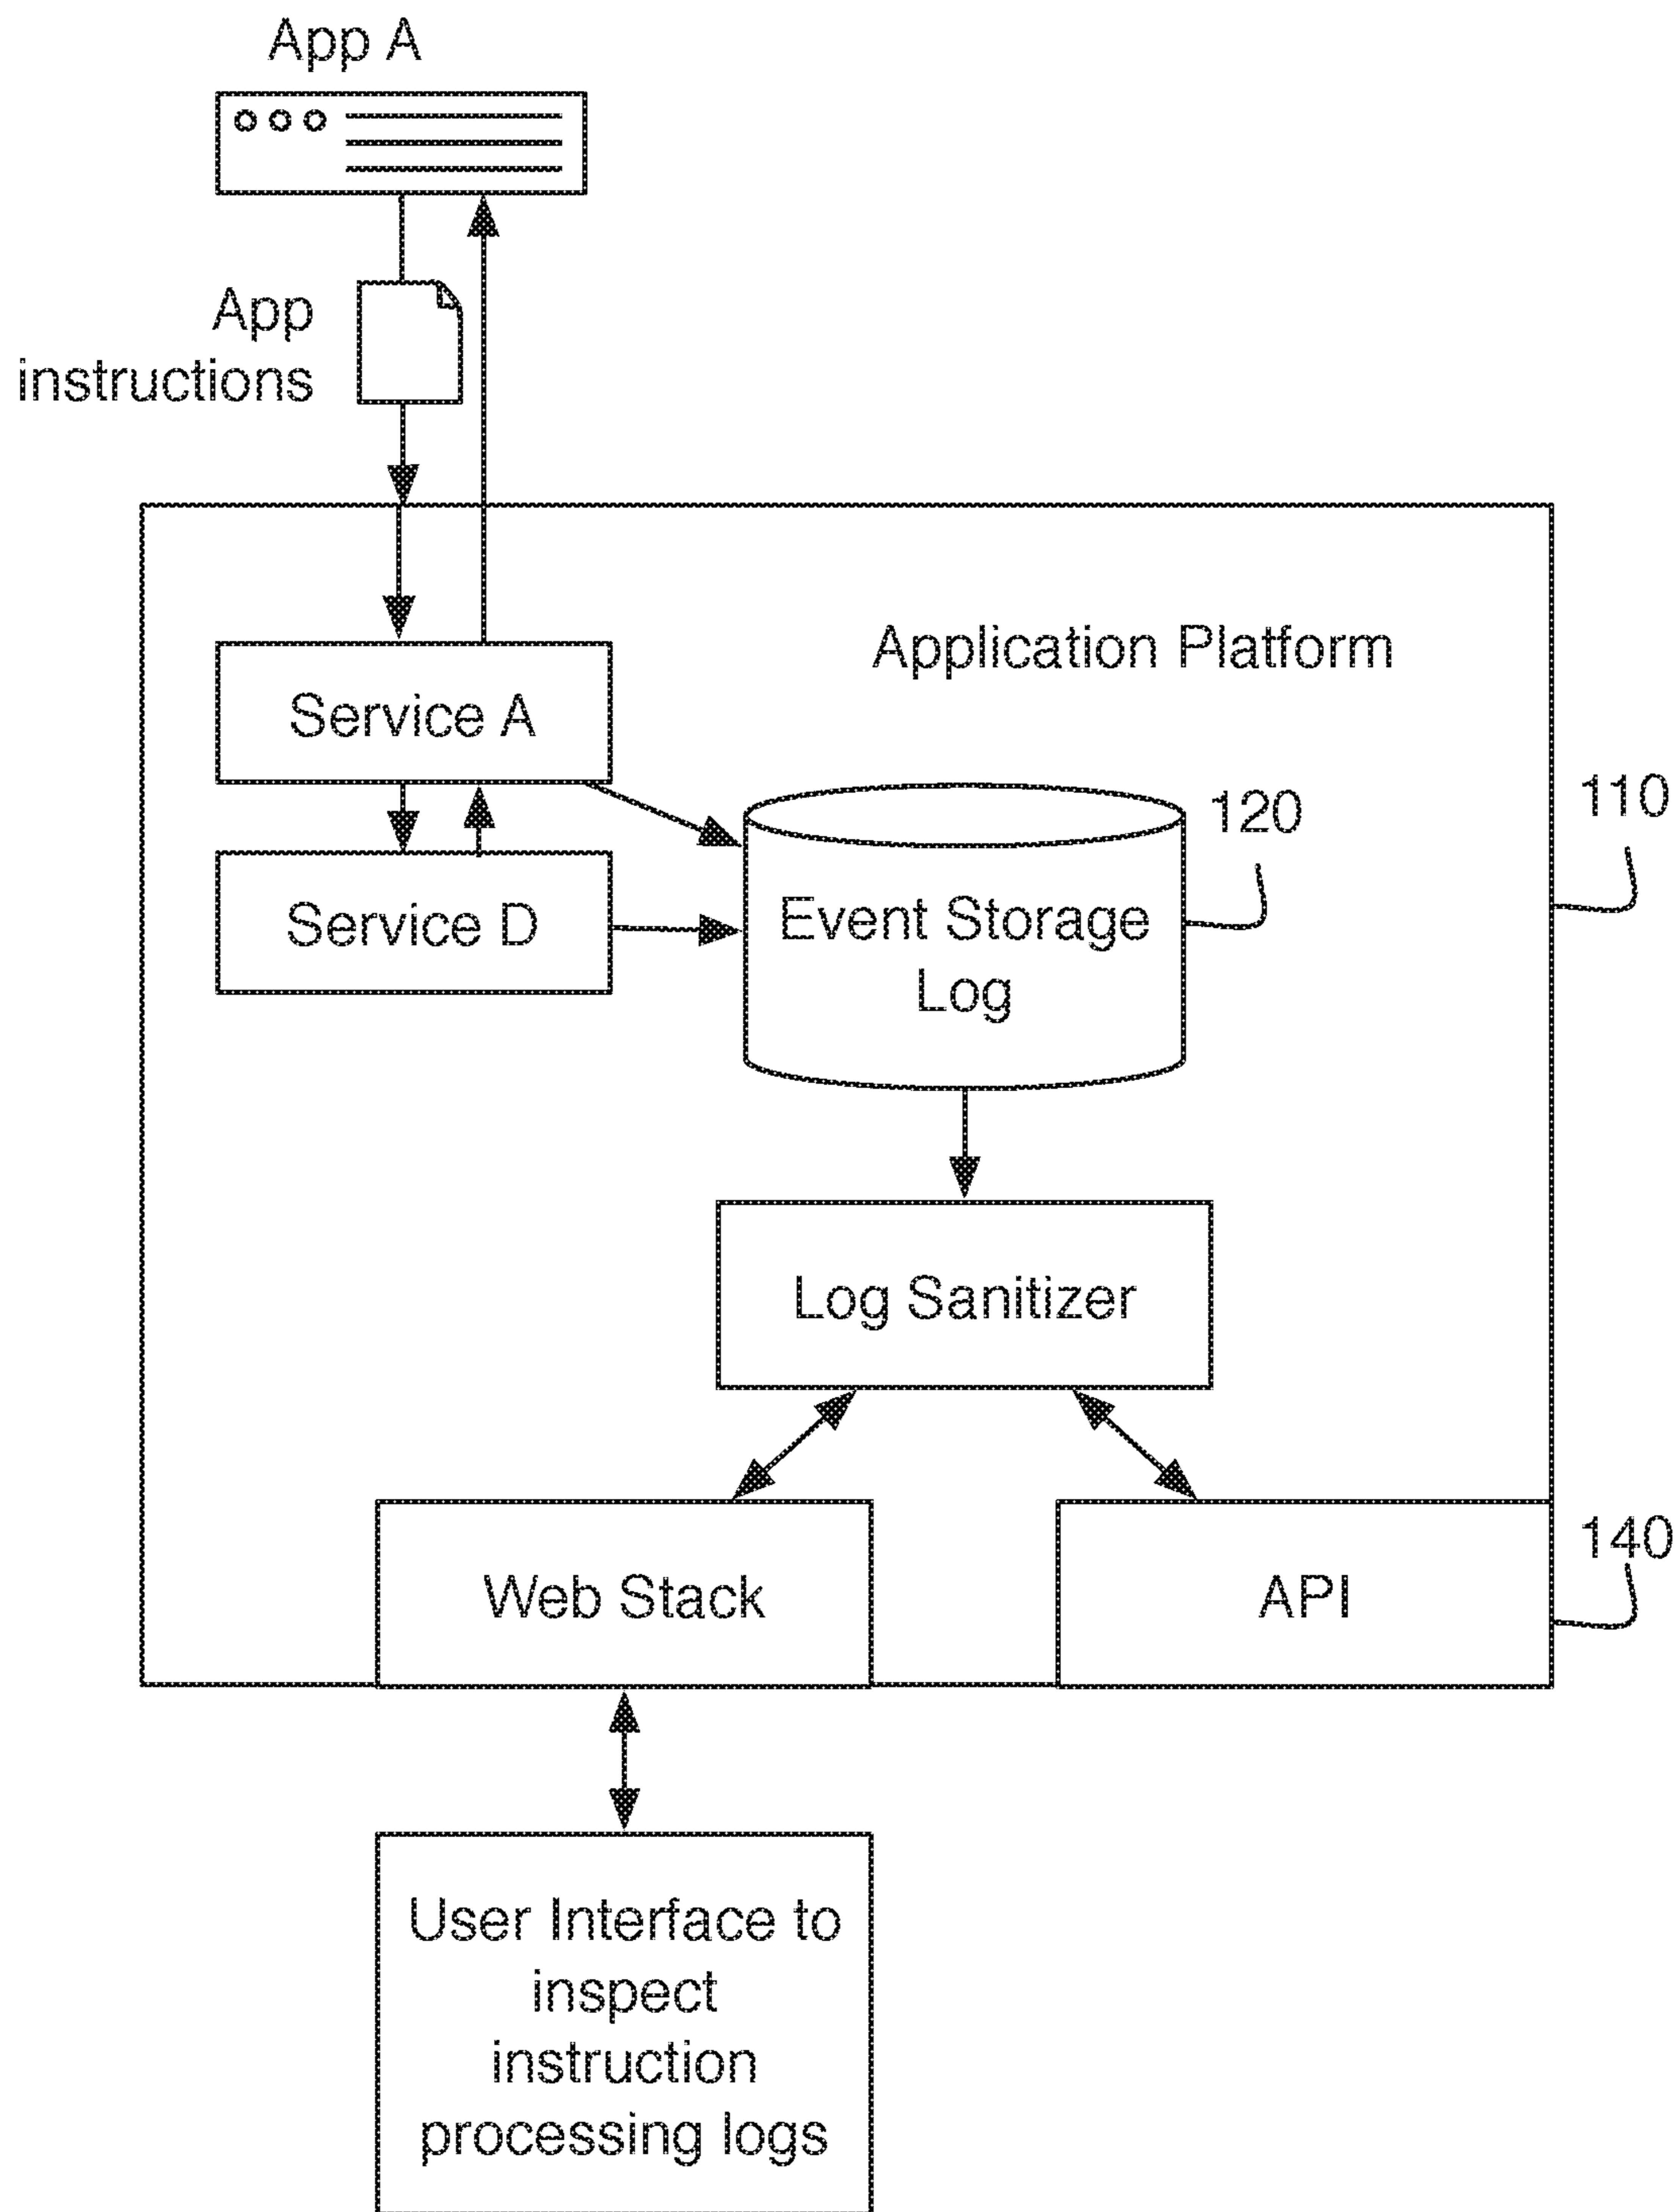 App A
App
instructions
Application Platform
Service A
110
120
Service D
Event Storage
Log
Log Sanitizer
140
Web Stack
API
User Interface to
inspect
instruction
processing logs